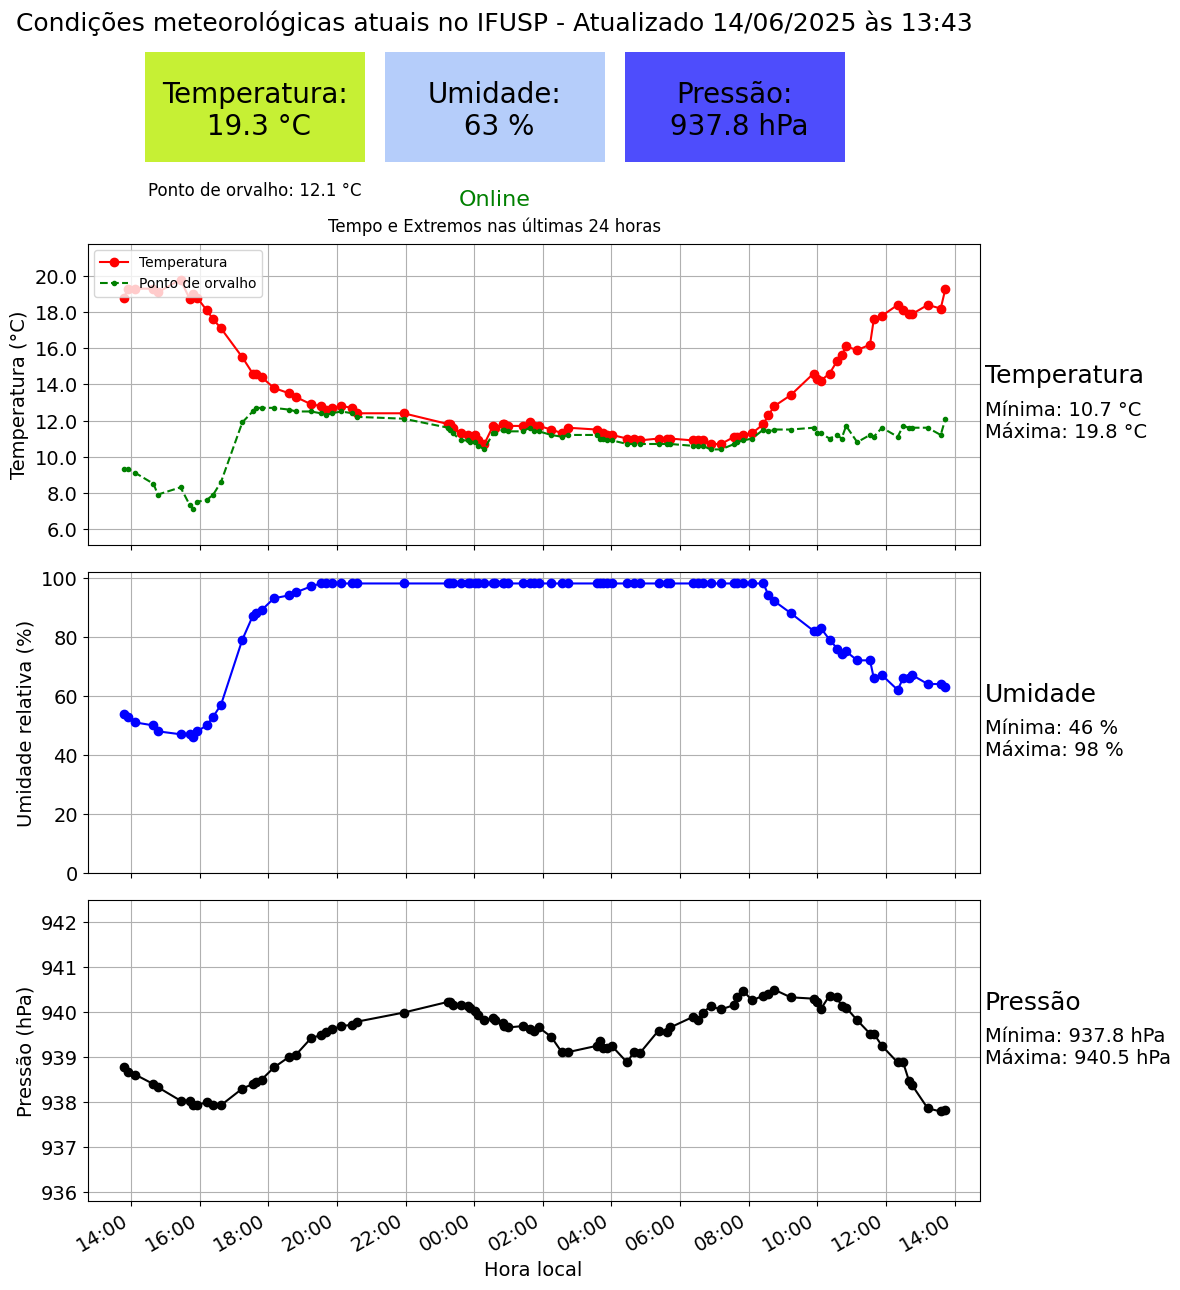 Condições meteorológicas atuais no IFUSP - Atualizado 14/06/2025 às 13:43
Temperatura:
19.3 °C
Umidade:
63 %
Pressão:
937.8 hPa
Ponto de orvalho: 12.1 °C
Online
Tempo e Extremos nas últimas 24 horas
Temperatura
Ponto de orvalho
20.0
18.0
16.0
14.0
12.0
10.0
8.0
6.0
Temperatura (°C)
Temperatura
Mínima: 10.7 °C
Máxima: 19.8 °C
100
80
60
40
20
0
Umidade relativa (%)
Umidade
Mínima: 46 %
Máxima: 98 %
942
941
940
939
938
937
936
Pressão (hPa)
Pressão
Mínima: 937.8 hPa
Máxima: 940.5 hPa
14:00 16:00 18:00 20:00 22:00 00:00 02:00 04:00 06:00 08:00 10:00 12:00 14:00
Hora local